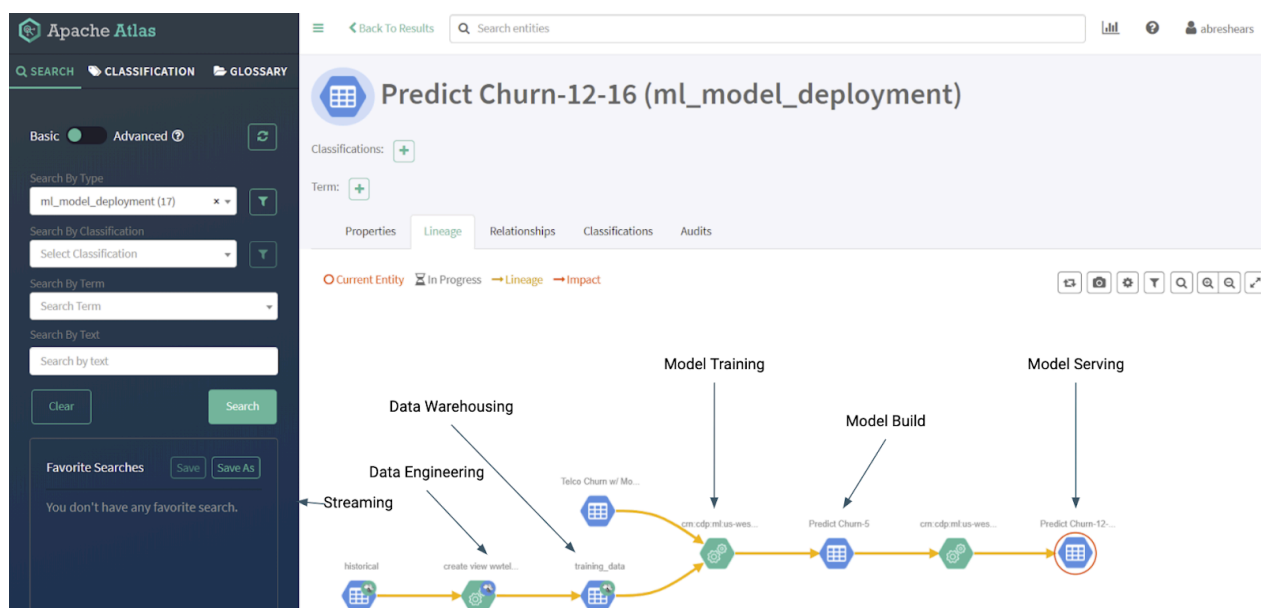 Apache Atlas
SEARCH CLASSIFICATION GLOSSARY
Basic Advanced
Search By Type
ml_model_deployment (17)
Search By Classification
Select Classification
Search By Term
Search Term
Search By Text
Search by text
Clear Search
Favorite Searches Save Save As
You don't have any favorite search.
Back To Results Search entities abreshears
Predict Churn-12-16 (ml_model_deployment)
Classifications:
Term:
Properties Lineage Relationships Classifications Audits
Current Entity In Progress Lineage Impact
Model Training Model Serving
Data Warehousing
Model Build
Data Engineering
Streaming
Telco Churn w/ Mo...
cm:cdp:ml:us-wes... Predict Churn-5 cm:cdp:ml:us-wes... Predict Churn-12-...
historical create view wwtel... training_data